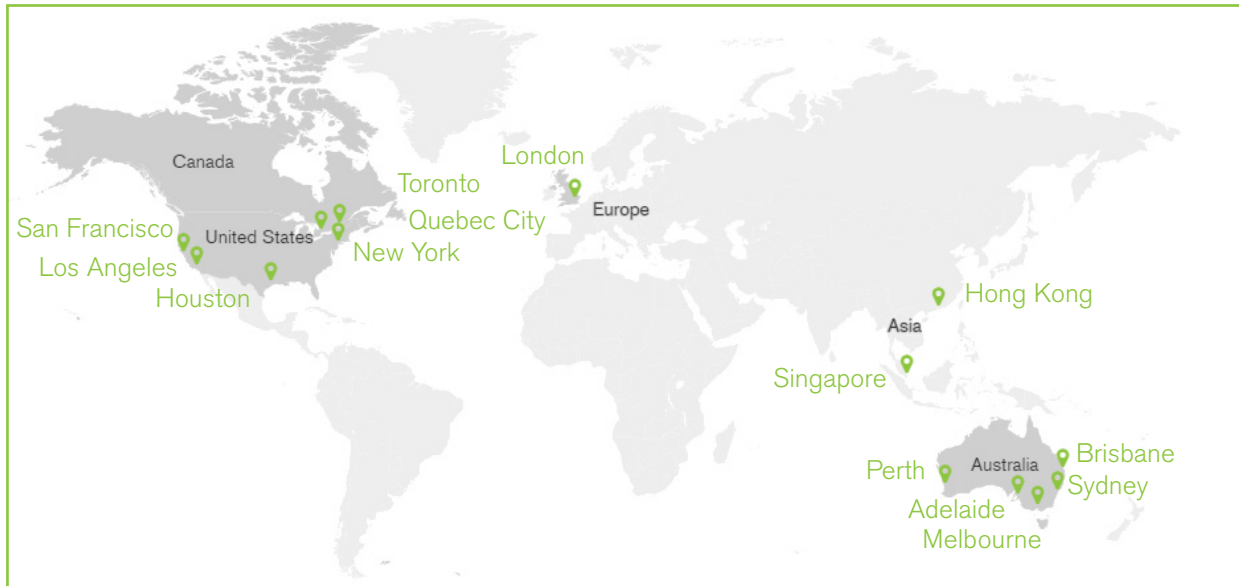 London
Canada
Toronto
Europe
Quebec City
San Francisco
United States
New York
Los Angeles
Houston
Hong Kong
Asia
Singapore
Brisbane
Australia
Perth
Sydney
Adelaide
Melbourne